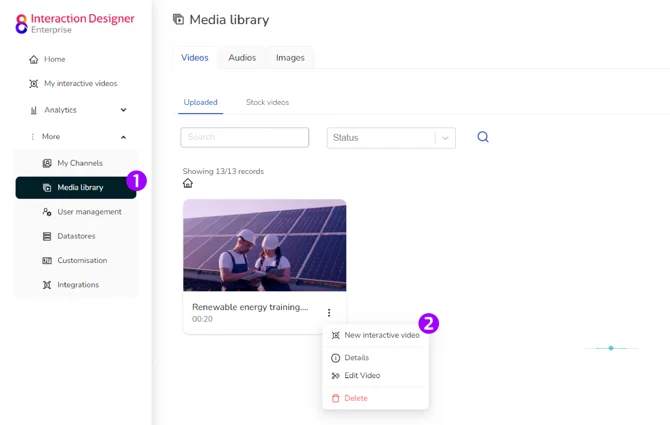 Interaction Designer
Enterprise
Home
My interactive videos
Analytics
More
My Channels
Media library
1
User management
Datastores
Customisation
Integrations
Media library
Videos
Audios
Images
Uploaded
Stock videos
Search
Status
Showing 13/13 records
Renewable energy training....
00:20
2
New interactive video
Details
Edit Video
Delete